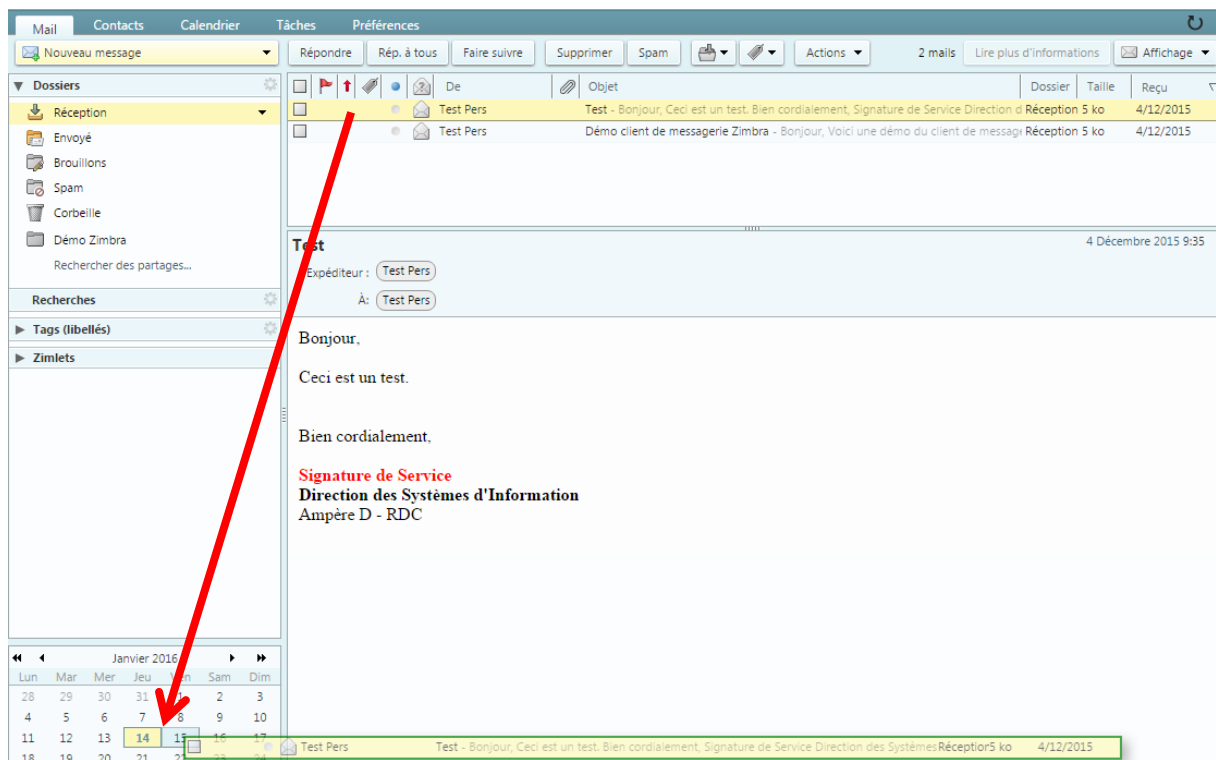 Mail Contacts Calendrier Tâches Préférences
Nouveau message Répondre Rép. à tous Faire suivre Supprimer Spam Actions 2 mails Lire plus d'informations Affichage
Dossiers
Réception
Envoyé
Brouillons
Spam
Corbeille
Démo Zimbra
Rechercher des partages...
Recherches
Tags (libellés)
Zimlets
De Objet Dossier Taille Reçu
Test Pers Test - Bonjour, Ceci est un test. Bien cordialement, Signature de Service Direction d Réception 5 ko 4/12/2015
Test Pers Démo client de messagerie Zimbra - Bonjour, Voici une démo du client de messag Réception 5 ko 4/12/2015
Test 4 Décembre 2015 9:35
Expéditeur : Test Pers
À: Test Pers
Bonjour,
Ceci est un test.
Bien cordialement,
Signature de Service
Direction des Systèmes d'Information
Ampère D - RDC
Janvier 2016
Lun Mar Mer Jeu Ven Sam Dim
28 29 30 31 1 2 3
4 5 6 7 8 9 10
11 12 13 14 15 16 17
18 19 20 21 22 23 24
Test Pers Test - Bonjour, Ceci est un test. Bien cordialement, Signature de Service Direction des Systèmes Réception 5 ko 4/12/2015